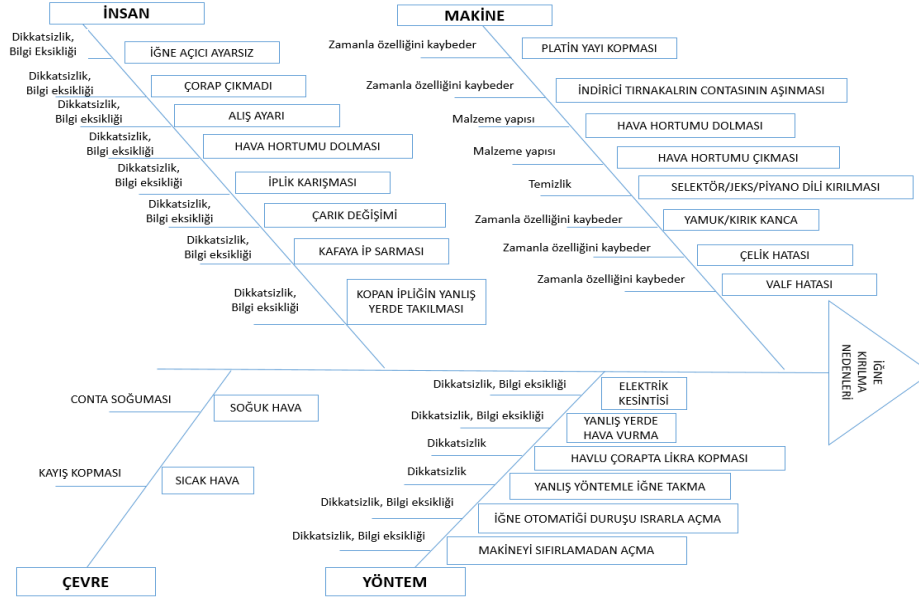 İNSAN
Dikkatsizlik,
Bilgi Eksikliği
İĞNE AÇICI AYARSIZ
Dikkatsizlik,
Bilgi eksikliği
ÇORAP ÇIKMADI
Dikkatsizlik,
Bilgi eksikliği
ALIŞ AYARI
Dikkatsizlik,
Bilgi eksikliği
HAVA HORTUMU DOLMASI
Dikkatsizlik,
Bilgi eksikliği
İPLİK KARIŞMASI
Dikkatsizlik,
Bilgi eksikliği
ÇARIK DEĞİŞİMİ
Dikkatsizlik,
Bilgi eksikliği
KAFAYA İP SARMASI
Dikkatsizlik,
Bilgi eksikliği
KOPAN İPLİĞİN YANLIŞ
YERDE TAKILMASI
MAKİNE
Zamanla özelliğini kaybeder
PLATİN YAYI KOPMASI
Zamanla özelliğini kaybeder
İNDİRİCİ TIRNAKALRIN CONTASININ AŞINMASI
Malzeme yapısı
HAVA HORTUMU DOLMASI
Malzeme yapısı
HAVA HORTUMU ÇIKMASI
Temizlik
SELEKTÖR/JEKS/PİYANO DİLİ KIRILMASI
Zamanla özelliğini kaybeder
YAMUK/KIRIK KANCA
Zamanla özelliğini kaybeder
ÇELİK HATASI
Zamanla özelliğini kaybeder
VALF HATASI
İĞNE
KIRILMA
NEDENLERİ
CONTA SOĞUMASI
SOĞUK HAVA
KAYIŞ KOPMASI
SICAK HAVA
ÇEVRE
Dikkatsizlik, Bilgi eksikliği
ELEKTRİK
KESİNTİSİ
Dikkatsizlik, Bilgi eksikliği
YANLIŞ YERDE
HAVA VURMA
Dikkatsizlik
HAVLU ÇORAPTA LİKRA KOPMASI
Dikkatsizlik
YANLIŞ YÖNTEMLE İĞNE TAKMA
Dikkatsizlik, Bilgi eksikliği
İĞNE OTOMATİĞİ DURUŞU ISRARLA AÇMA
Dikkatsizlik, Bilgi eksikliği
MAKİNEYİ SIFIRLAMADAN AÇMA
YÖNTEM